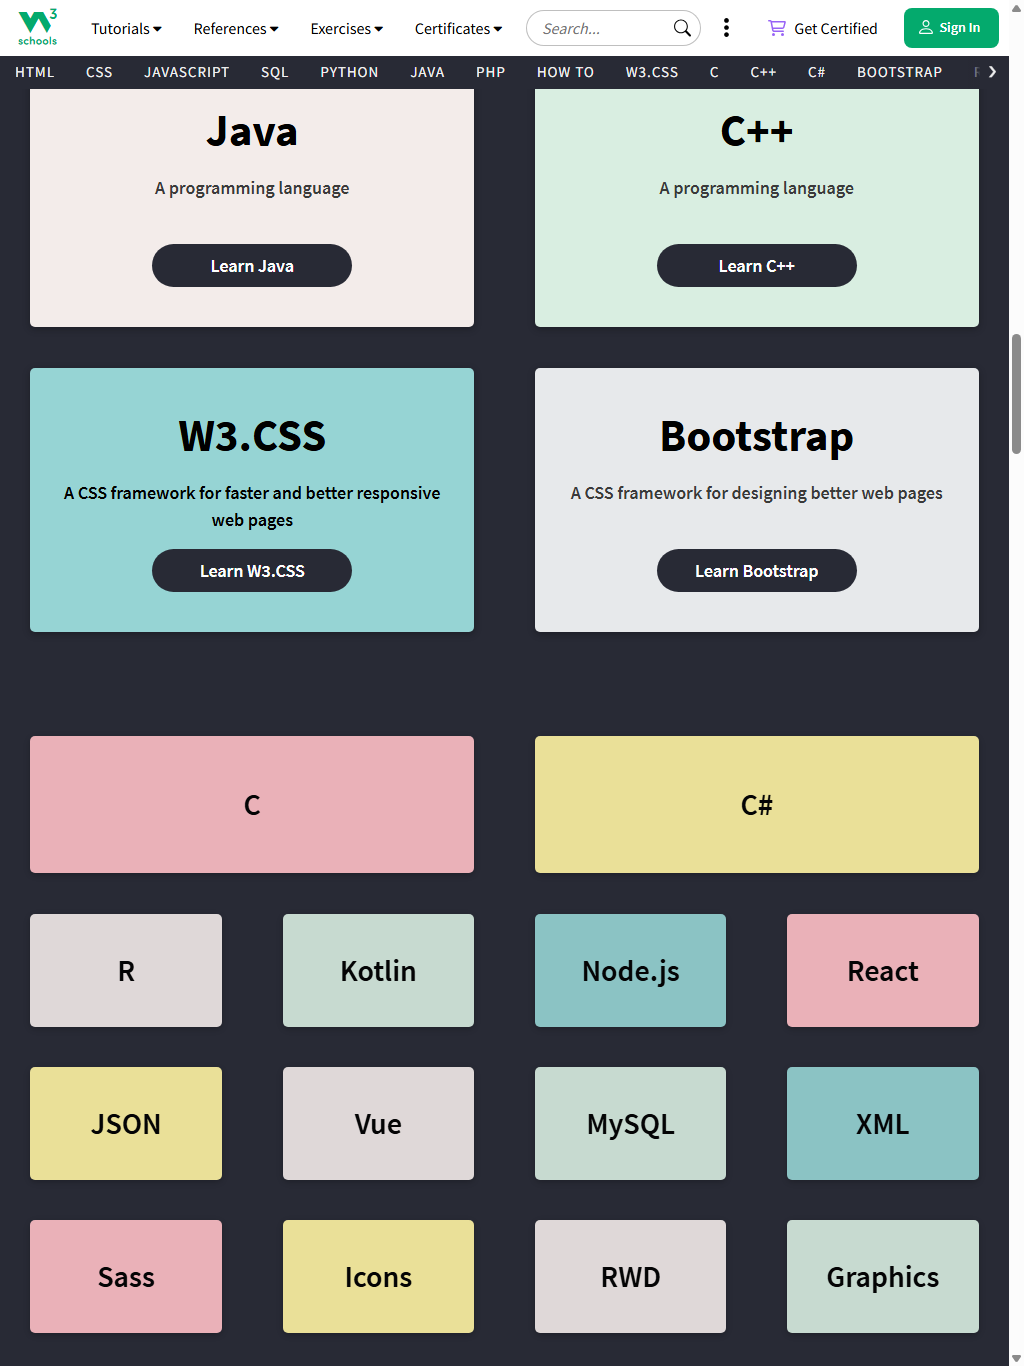 3
schools
Tutorials
References
Exercises
Certificates
Search...
Get Certified
Sign In
HTML
CSS
JAVASCRIPT
SQL
PYTHON
JAVA
PHP
HOW TO
W3.CSS
C
C++
C#
BOOTSTRAP
Java
A programming language
Learn Java
C++
A programming language
Learn C++
W3.CSS
A CSS framework for faster and better responsive
web pages
Learn W3.CSS
Bootstrap
A CSS framework for designing better web pages
Learn Bootstrap
C
C#
R
Kotlin
Node.js
React
JSON
Vue
MySQL
XML
Sass
Icons
RWD
Graphics